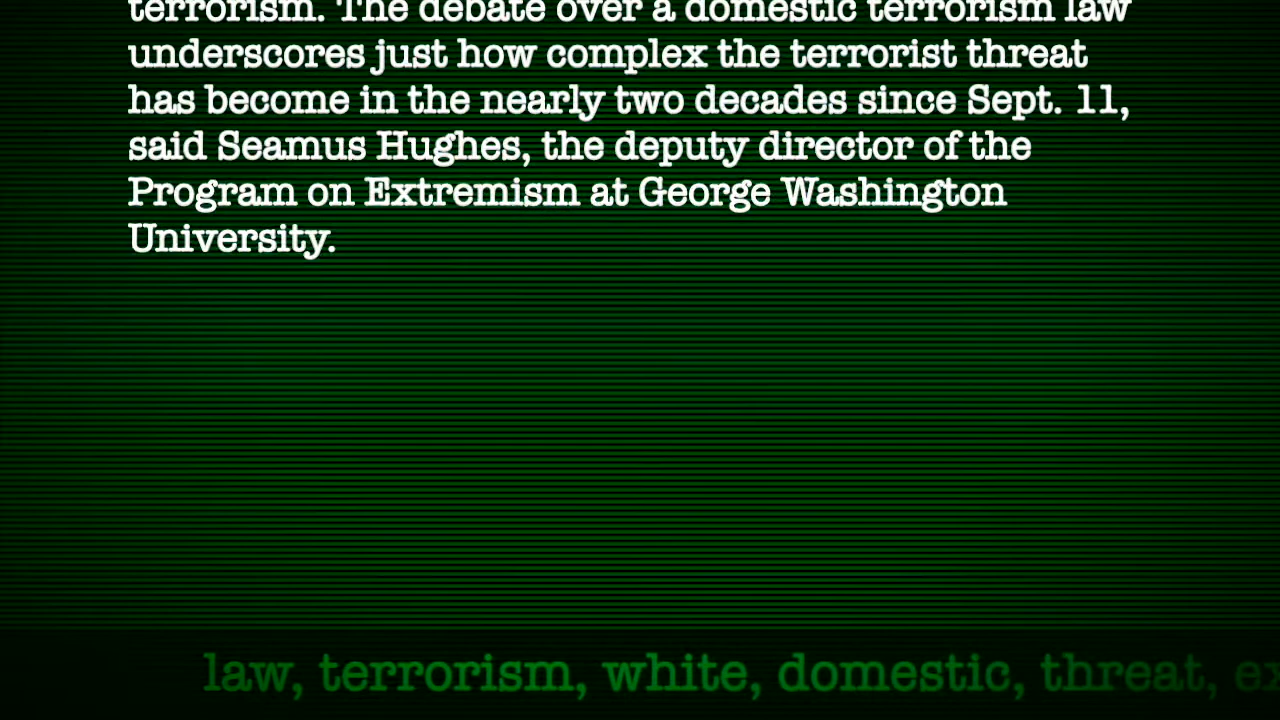 terrorism. The debate over a domestic terrorism law
underscores just how complex the terrorist threat
has become in the nearly two decades since Sept. 11,
said Seamus Hughes, the deputy director of the
Program on Extremism at George Washington
University.
law, terrorism, white, domestic, threat,